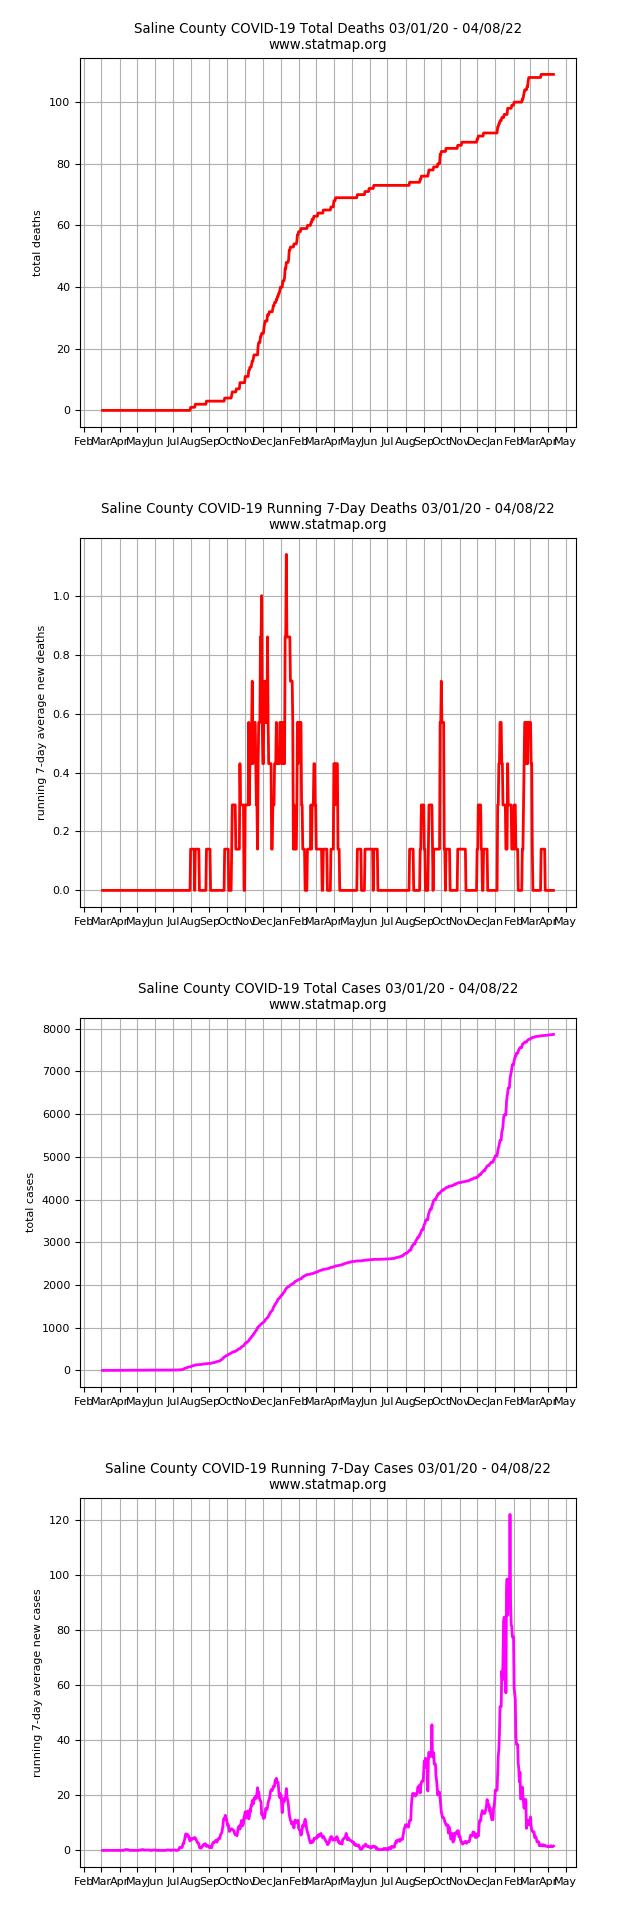 Saline County COVID-19 Total Deaths 03/01/20 - 04/08/22
www.statmap.org
100
80
60
40
20
0
total deaths
Feb Mar Apr May Jun Jul Aug Sep Oct Nov Dec Jan Feb Mar Apr May Jun Jul Aug Sep Oct Nov Dec Jan Feb Mar Apr May
Saline County COVID-19 Running 7-Day Deaths 03/01/20 - 04/08/22
www.statmap.org
1.0
0.8
0.6
0.4
0.2
0.0
running 7-day average new deaths
Feb Mar Apr May Jun Jul Aug Sep Oct Nov Dec Jan Feb Mar Apr May Jun Jul Aug Sep Oct Nov Dec Jan Feb Mar Apr May
Saline County COVID-19 Total Cases 03/01/20 - 04/08/22
www.statmap.org
8000
7000
6000
5000
4000
3000
2000
1000
0
total cases
Feb Mar Apr May Jun Jul Aug Sep Oct Nov Dec Jan Feb Mar Apr May Jun Jul Aug Sep Oct Nov Dec Jan Feb Mar Apr May
Saline County COVID-19 Running 7-Day Cases 03/01/20 - 04/08/22
www.statmap.org
120
100
80
60
40
20
0
running 7-day average new cases
Feb Mar Apr May Jun Jul Aug Sep Oct Nov Dec Jan Feb Mar Apr May Jun Jul Aug Sep Oct Nov Dec Jan Feb Mar Apr May